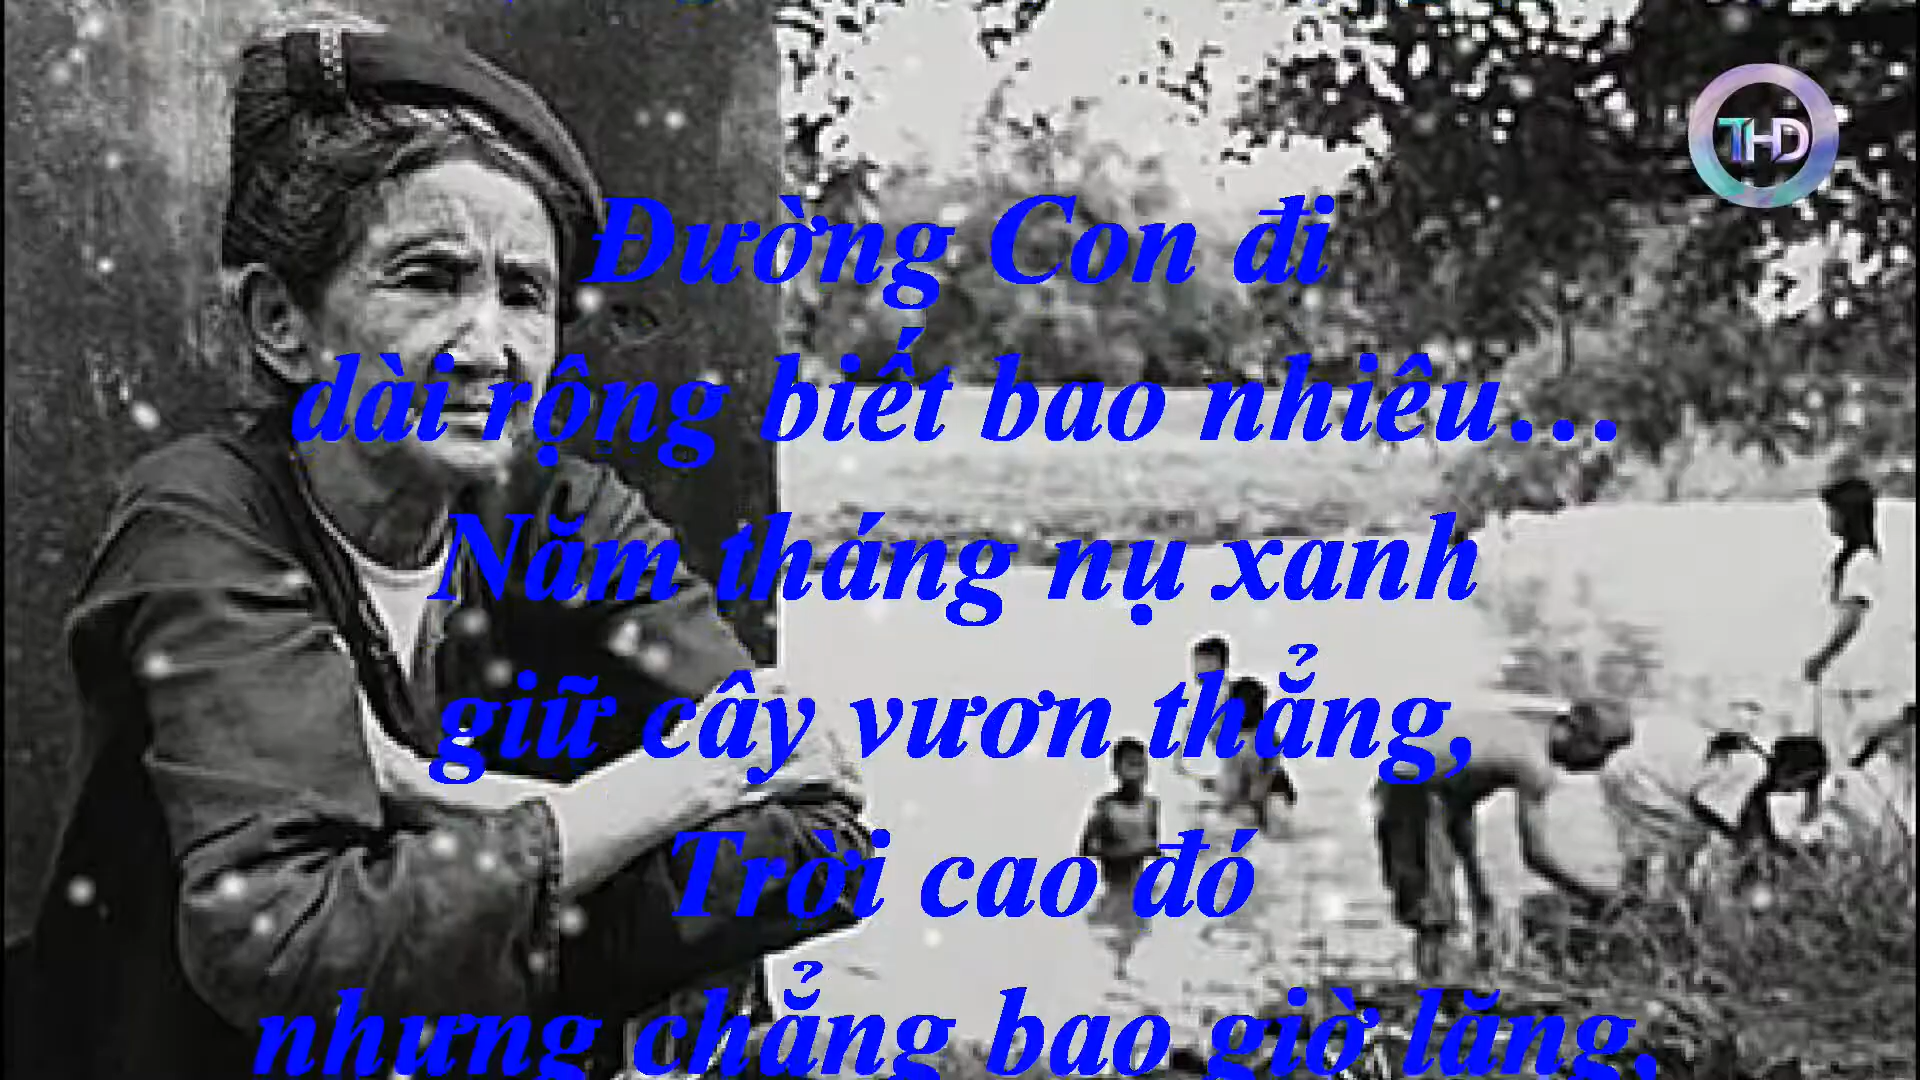 THD
Đường Con đi
dài rộng biết bao nhiêu...
Năm tháng nụ xanh
giữ cây vươn thẳng,
Trời cao đó
nhưng chẳng bao giờ lặng,